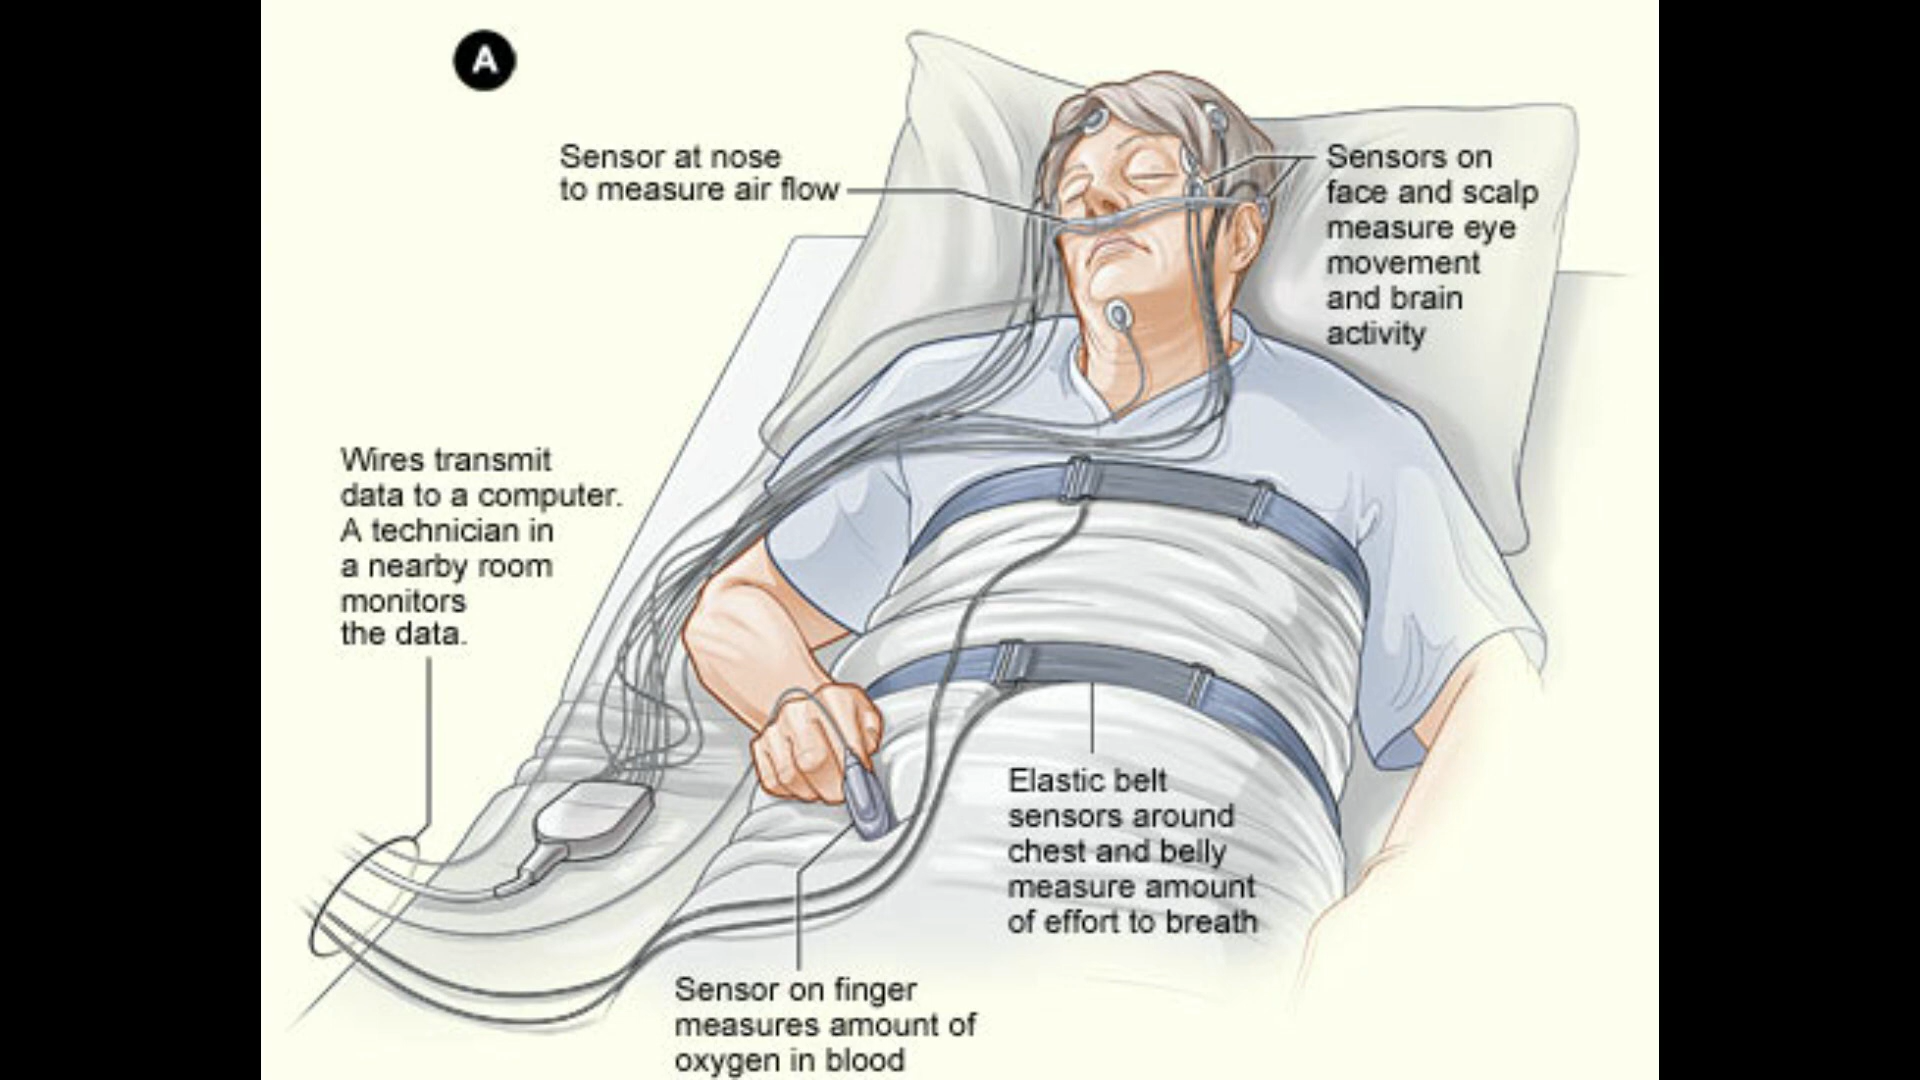 A
Sensor at nose
to measure air flow
Sensors on
face and scalp
measure eye
movement
and brain
activity
Wires transmit
data to a computer.
A technician in
a nearby room
monitors
the data.
Elastic belt
sensors around
chest and belly
measure amount
of effort to breath
Sensor on finger
measures amount of
oxygen in blood